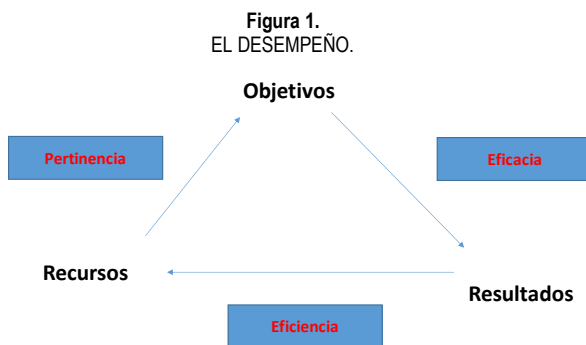 Figura 1.
EL DESEMPEÑO.
Objetivos
Pertinencia
Eficacia
Recursos
Resultados
Eficiencia